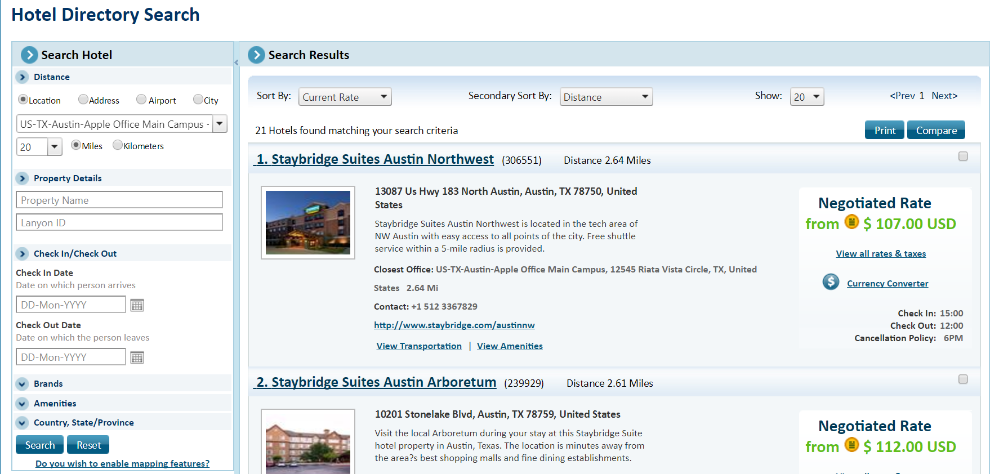 Hotel Directory Search
Search Hotel
Distance
Location Address Airport City
US-TX-Austin-Apple Office Main Campus -
20 Miles Kilometers
Property Details
Property Name
Lanyon ID
Check In/Check Out
Check In Date
Date on which person arrives
DD-Mon-YYYY
Check Out Date
Date on which the person leaves
DD-Mon-YYYY
Brands
Amenities
Country, State/Province
Search Reset
Do you wish to enable mapping features?
Search Results
Sort By: Current Rate Secondary Sort By: Distance Show: 20 <Prev 1 Next>
21 Hotels found matching your search criteria Print Compare
1. Staybridge Suites Austin Northwest (306551) Distance 2.64 Miles
13087 Us Hwy 183 North Austin, Austin, TX 78750, United
States
Staybridge Suites Austin Northwest is located in the tech area of
NW Austin with easy access to all points of the city. Free shuttle
service within a 5-mile radius is provided.
Closest Office: US-TX-Austin-Apple Office Main Campus, 12545 Riata Vista Circle, TX, United
States 2.64 Mi
Contact: +1 512 3367829
http://www.staybridge.com/austinnw
View Transportation | View Amenities
Negotiated Rate
from $ 107.00 USD
View all rates & taxes
Currency Converter
Check In: 15:00
Check Out: 12:00
Cancellation Policy: 6PM
2. Staybridge Suites Austin Arboretum (239929) Distance 2.61 Miles
10201 Stonelake Blvd, Austin, TX 78759, United States
Visit the local Arboretum during your stay at this Staybridge Suite
hotel property in Austin, Texas. The location is minutes away from
the area?s best shopping malls and fine dining establishments.
Negotiated Rate
from $ 112.00 USD